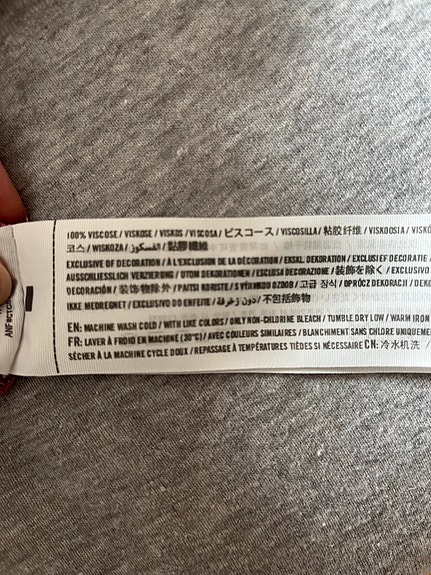 100% VISCOSE / VISKOSE / VISKOS / VISCOSA / ビスコース / VISCOSILLA / 粘胶纤维 / VISKOOSIA /
코스 / WISKOZA / الفسكوز / 黏膠纖維
EXCLUSIVE OF DECORATION / À L'EXCLUSION DE LA DÉCORATION / EKSKL. DEKORATION / EXCLUSIEF DECORATIE /
AUSSCHLIESSLICH VERZIERUNG / UTOM DEKORATIONEN / ESCLUSA DECORAZIONE / 装飾を除く / EXCLUSIVO
DECORACIÓN / 装饰物除外 / PAITSI KORISTE / S VÝJIMKOU OZDOB / 고급 장식 / OPRÓCZ DEKORACJI /
IKKE MEDREGNET / EXCLUSIVO DO ENFEITE / دون زخرفة / 不包括飾物
EN: MACHINE WASH COLD / WITH LIKE COLORS / ONLY NON-CHLORINE BLEACH / TUMBLE DRY LOW / WARM IRON
FR: LAVER À FROID EN MACHINE (30°C) / AVEC COULEURS SIMILAIRES / BLANCHIMENT SANS CHLORE
SÉCHER À LA MACHINE CYCLE DOUX / REPASSAGE À TEMPÉRATURES TIÈDES SI NÉCESSAIRE CN: 冷水机洗 /